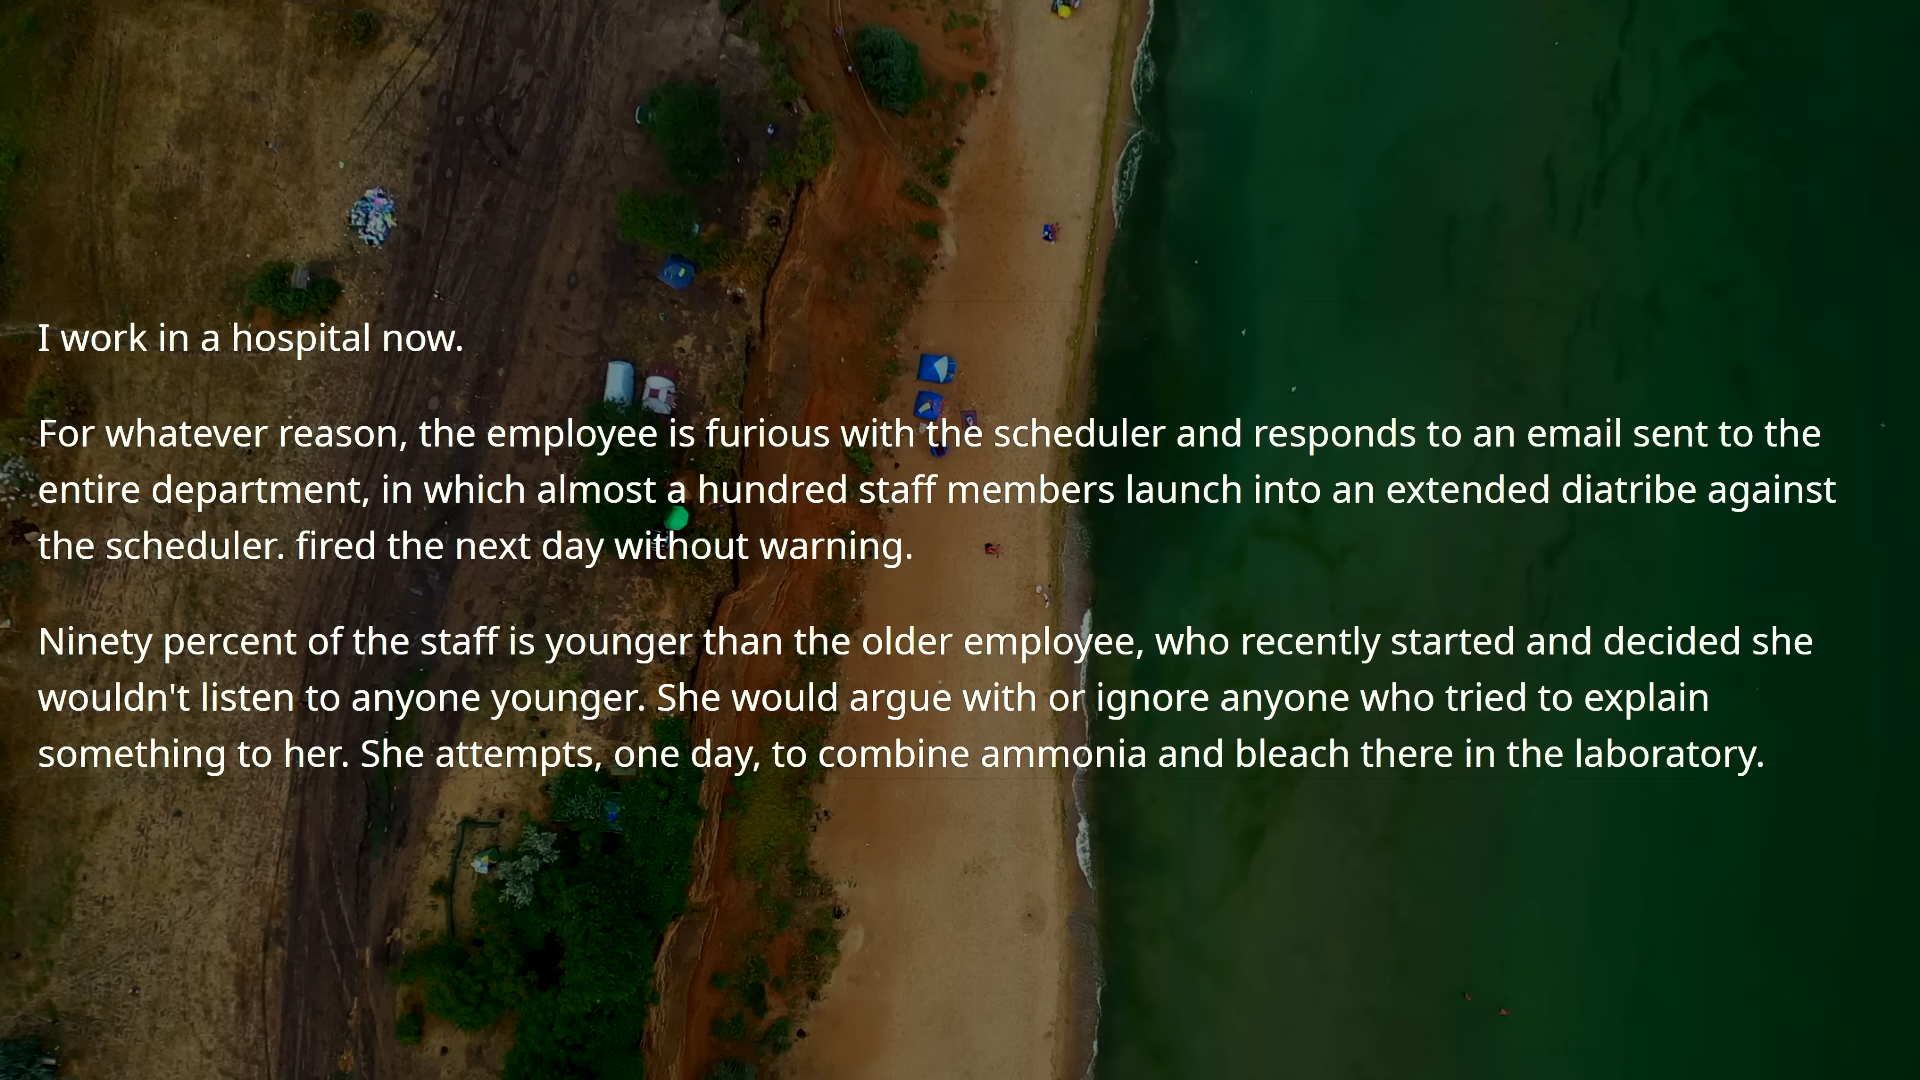 I work in a hospital now.
For whatever reason, the employee is furious with the scheduler and responds to an email sent to the
entire department, in which almost a hundred staff members launch into an extended diatribe against
the scheduler. fired the next day without warning.
Ninety percent of the staff is younger than the older employee, who recently started and decided she
wouldn't listen to anyone younger. She would argue with or ignore anyone who tried to explain
something to her. She attempts, one day, to combine ammonia and bleach there in the laboratory.